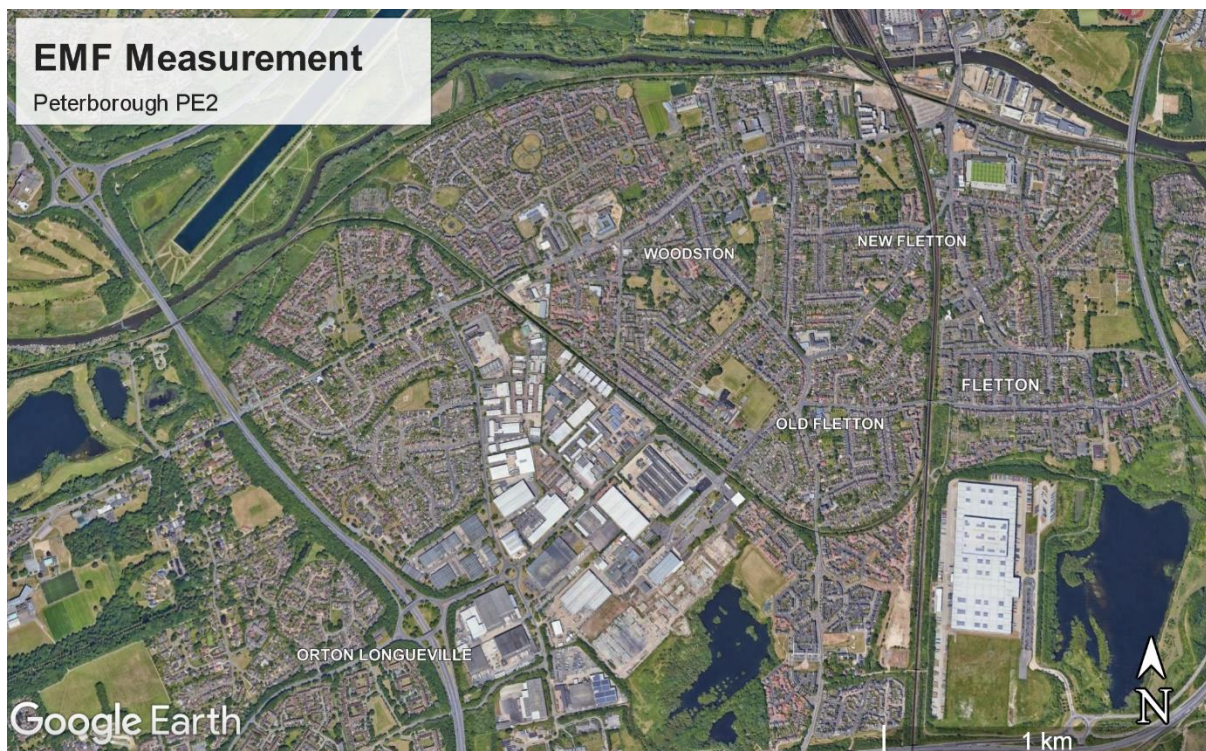 EMF Measurement
Peterborough PE2
WOODSTON
NEW FLETTON
FLETTON
OLD FLETTON
ORTON LONGUEVILLE
Google Earth
N
1 km